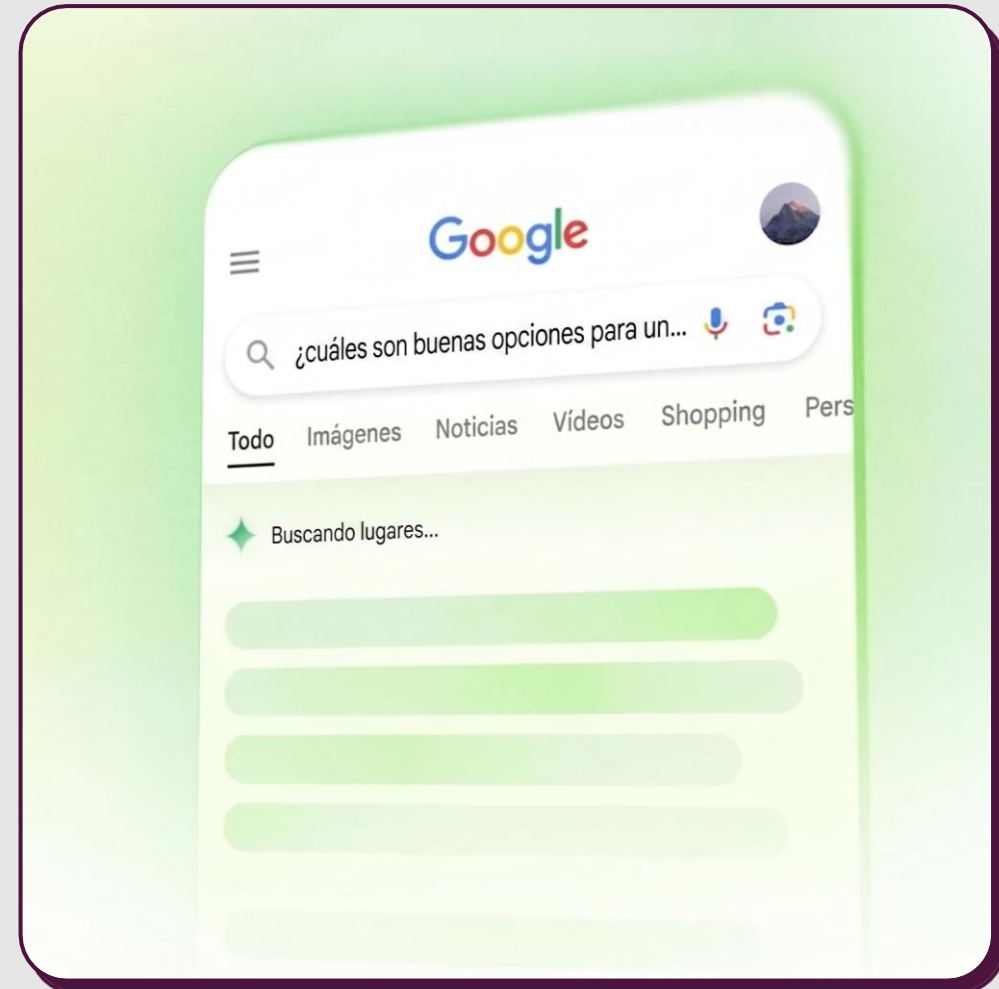 Google
¿cuáles son buenas opciones para un...
Todo Imágenes Noticias Vídeos Shopping Pers
Buscando lugares...